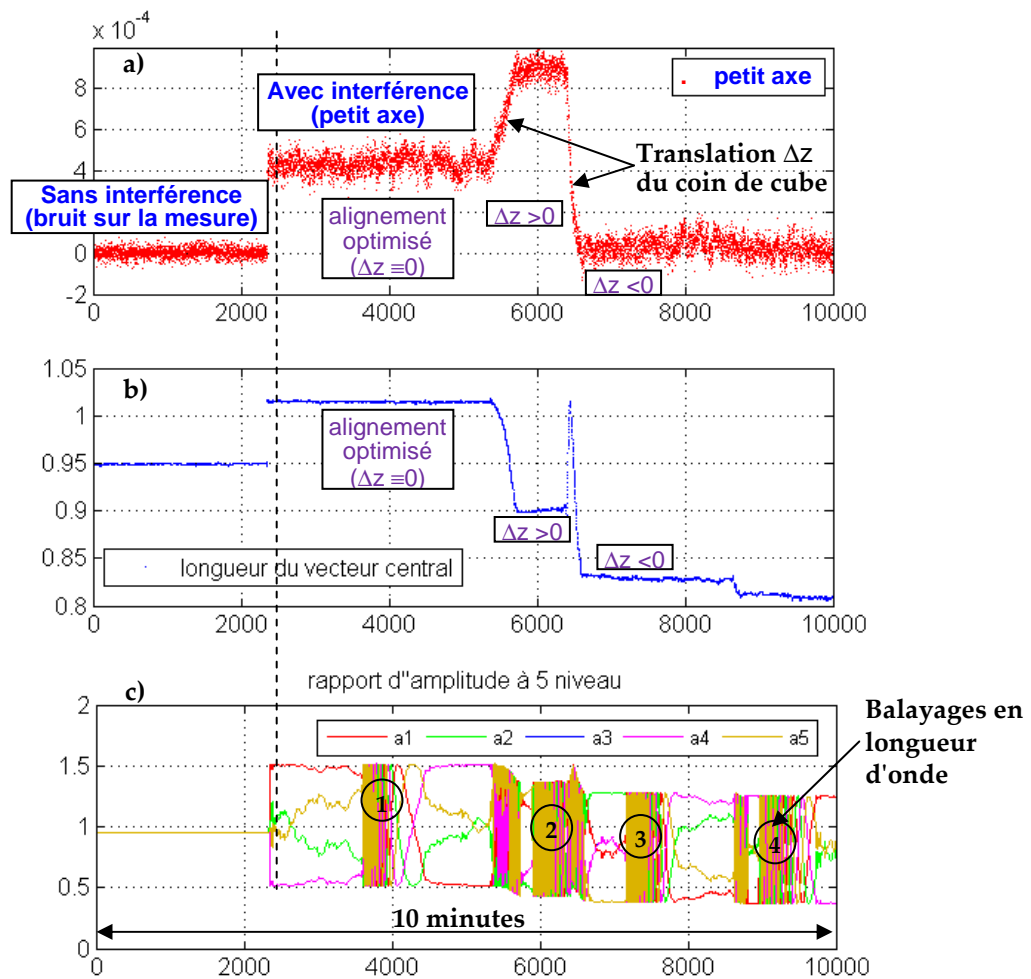 × 10⁻⁴
a)
8
6
4
2
0
-2
Avec interférence
(petit axe)
. petit axe
Translation Δz
du coin de cube
Sans interférence
(bruit sur la mesure)
alignement
optimisé
(Δz ≡0)
Δz >0
Δz <0
0 2000 4000 6000 8000 10000
b)
1.05
1
0.95
0.9
0.85
0.8
alignement
optimisé
(Δz ≡0)
Δz >0
Δz <0
longueur du vecteur central
0 2000 4000 6000 8000 10000
c)
rapport d"amplitude à 5 niveau
2
1.5
1
0.5
0
a1 a2 a3 a4 a5
Balayages en
longueur
d'onde
1
2
3
4
10 minutes
0 2000 4000 6000 8000 10000